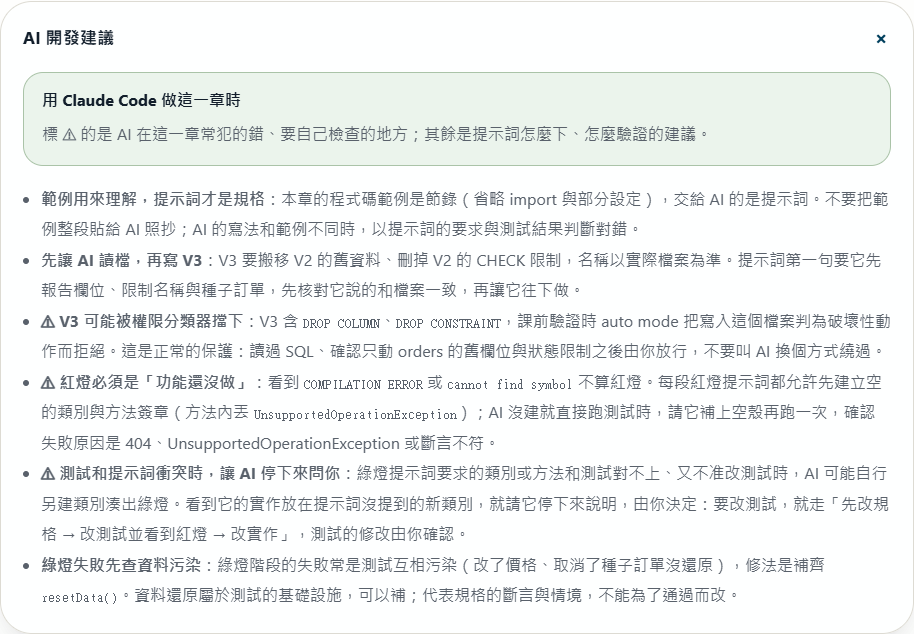 AI 開發建議
×
用 Claude Code 做這一章時
標 ⚠ 的是 AI 在這一章常犯的錯、要自己檢查的地方；其餘是提示詞怎麼下、怎麼驗證的建議。
• 範例用來理解，提示詞才是規格：本章的程式碼範例是節錄（省略 import 與部分設定），交給 AI 的是提示詞。不要把範
例整段貼給 AI 照抄；AI 的寫法和範例不同時，以提示詞的要求與測試結果判斷對錯。
• 先讓 AI 讀檔，再寫 V3：V3 要搬移 V2 的舊資料、刪掉 V2 的 CHECK 限制，名稱以實際檔案為準。提示詞第一句要它先
報告欄位、限制名稱與種子訂單，先核對它說的和檔案一致，再讓它往下做。
• ⚠ V3 可能被權限分類器擋下：V3 含 DROP COLUMN、DROP CONSTRAINT，課前驗證時 auto mode 把寫入這個檔案判為破壞性動
作而拒絕。這是正常的保護：讀過 SQL、確認只動 orders 的舊欄位與狀態限制之後由你放行，不要叫 AI 換個方式繞過。
• ⚠ 紅燈必須是「功能還沒做」：看到 COMPILATION ERROR 或 cannot find symbol 不算紅燈。每段紅燈提示詞都允許先建立空
的類別與方法簽章（方法內丟 UnsupportedOperationException）；AI 沒建就直接跑測試時，請它補上空殼再跑一次，確認
失敗原因是 404、UnsupportedOperationException 或斷言不符。
• ⚠ 測試和提示詞衝突時，讓 AI 停下來問你：綠燈提示詞要求的類別或方法和測試對不上、又不准改測試時，AI 可能自行
另建類別湊出綠燈。看到它的實作放在提示詞沒提到的新類別，就請它停下來說明，由你決定：要改測試，就走「先改規
格 → 改測試並看到紅燈 → 改實作」，測試的修改由你確認。
• 綠燈失敗先查資料污染：綠燈階段的失敗常是測試互相污染（改了價格、取消了種子訂單沒還原），修法是補齊
resetData()。資料還原屬於測試的基礎設施，可以補；代表規格的斷言與情境，不能為了通過而改。